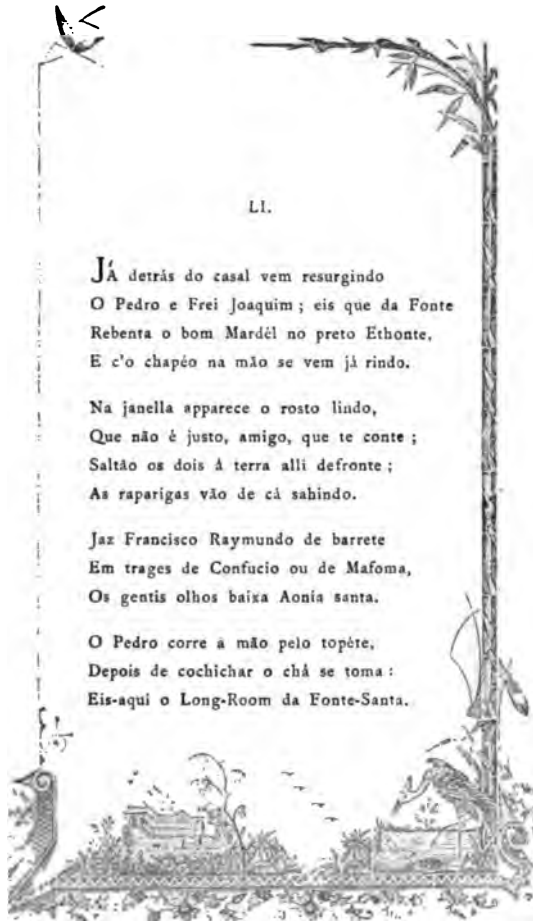 LI.
JÁ detrás do casal vem resurgindo
O Pedro e Frei Joaquim ; eis que da Fonte
Rebenta o bom Mardél no preto Ethonte,
E c'o chapéo na mão se vem já rindo.
Na janella apparece o rosto lindo,
Que não é justo, amigo, que te conte ;
Saltão os dois á terra alli defronte ;
As raparigas vão de cá sahindo.
Jaz Francisco Raymundo de barrete
Em trages de Confucio ou de Mafoma,
Os gentis olhos baixa Aonia santa.
O Pedro corre a mão pelo topéte,
Depois de cochichar o chá se toma :
Eis-aqui o Long-Room da Fonte-Santa.